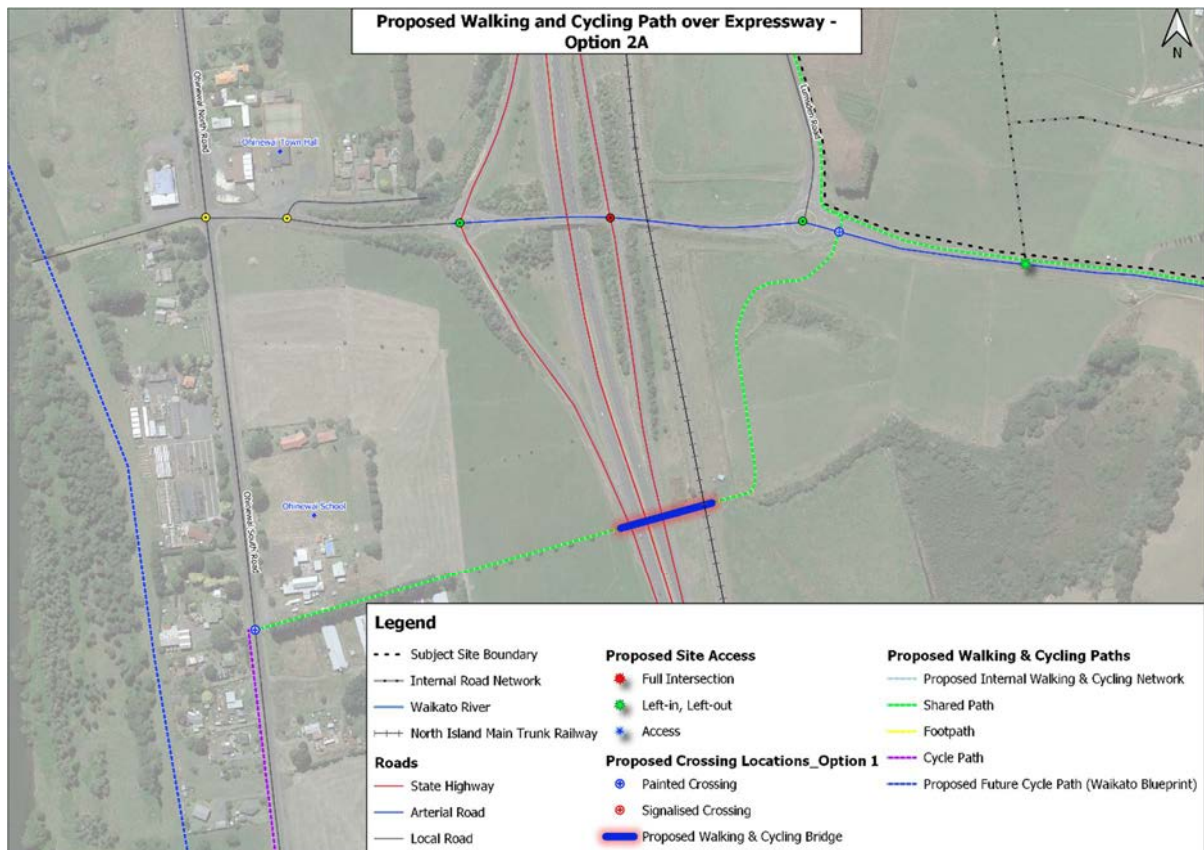 Proposed Walking and Cycling Path over Expressway -
Option 2A
N
Ohinewai North Road
Lumsden Road
Ohinewai Town Hall
Ohinewai School
Ohinewai South Road
Legend
Subject Site Boundary
Internal Road Network
Waikato River
North Island Main Trunk Railway
Roads
State Highway
Arterial Road
Local Road
Proposed Site Access
Full Intersection
Left-in, Left-out
Access
Proposed Crossing Locations_Option 1
Painted Crossing
Signalised Crossing
Proposed Walking & Cycling Bridge
Proposed Walking & Cycling Paths
Proposed Internal Walking & Cycling Network
Shared Path
Footpath
Cycle Path
Proposed Future Cycle Path (Waikato Blueprint)